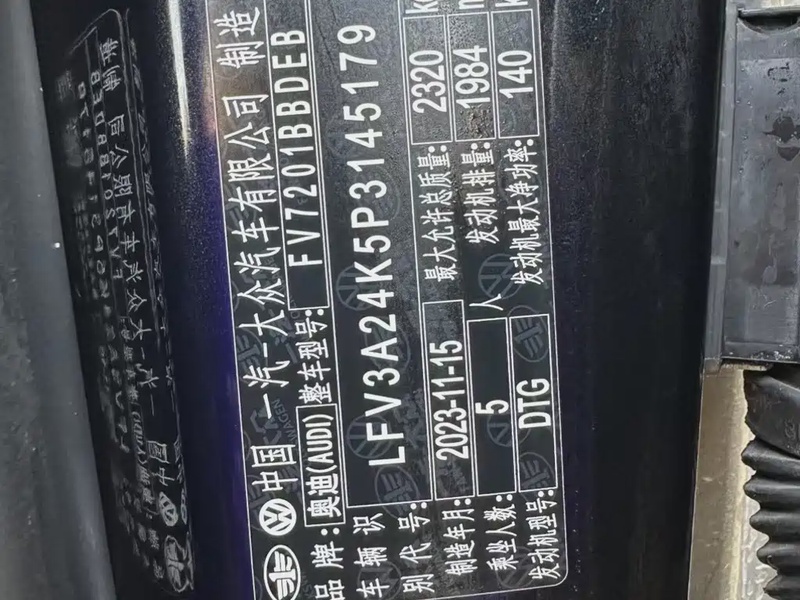 中国一汽-大众汽车有限公司 制造
品牌: 奥迪(AUDI) 整车型号: FV7201BBDEB
车辆识别代号: LFV3A24K5P3145179
制造年月: 2023-11-15 最大允许总质量: 2320 k
乘坐人数: 5 人 发动机排量: 1984
发动机型号: DTG 发动机最大净功率: 140 k